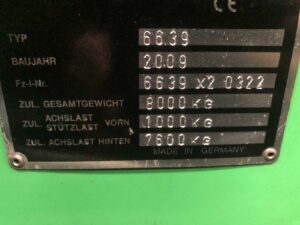 CE
TYP 66.39
BAUJAHR 2009
Fz-I-Nr. 6639 X2 0322
ZUL. GESAMTGEWICHT 8000 KG
ZUL. ACHSLAST VORN
STÜTZLAST 1000 KG
ZUL. ACHSLAST HINTEN 7600 KG
MADE IN GERMANY